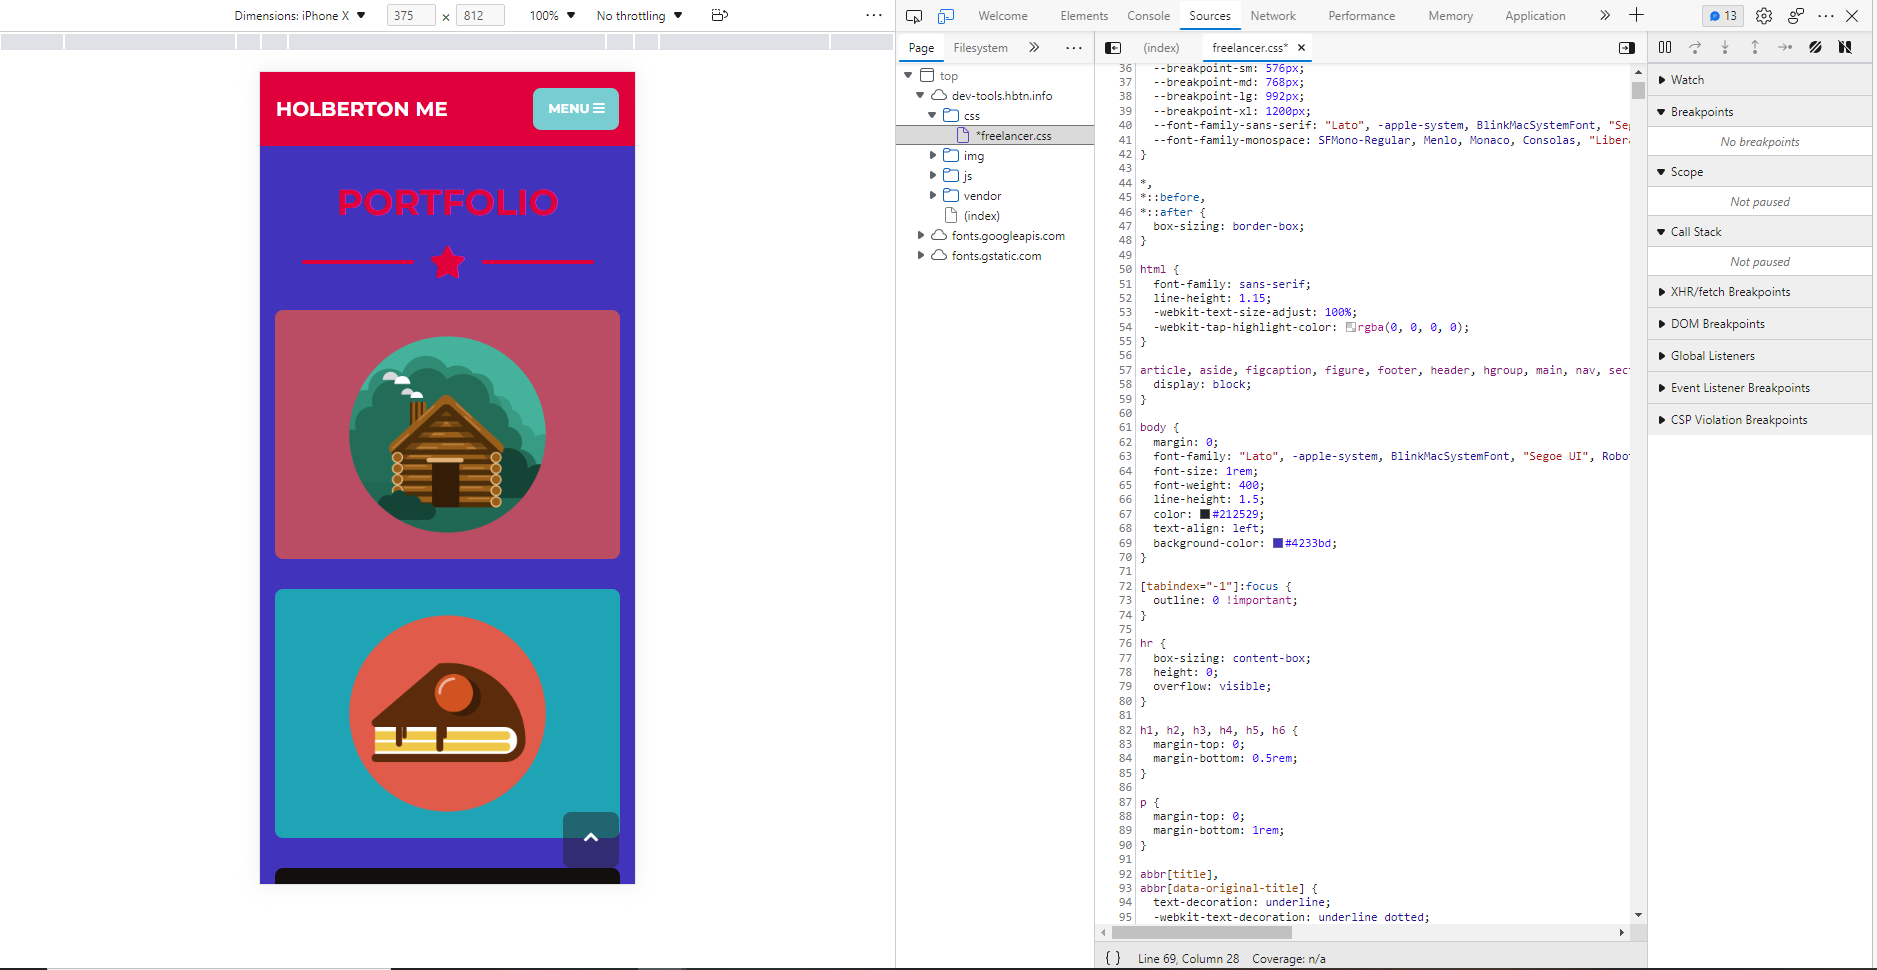 Dimensions: iPhone X ▼ 375 × 812 100% ▼ No throttling ▼
Welcome Elements Console Sources Network Performance Memory Application 13
Page Filesystem
(index) freelancer.css* ×
top
dev-tools.hbtn.info
css
*freelancer.css
img
js
vendor
(index)
fonts.googleapis.com
fonts.gstatic.com
HOLBERTON ME
MENU
PORTFOLIO
36 --breakpoint-sm: 576px;
37 --breakpoint-md: 768px;
38 --breakpoint-lg: 992px;
39 --breakpoint-xl: 1200px;
40 --font-family-sans-serif: "Lato", -apple-system, BlinkMacSystemFont, "Seg
41 --font-family-monospace: SFMono-Regular, Menlo, Monaco, Consolas, "Liber
42 }
43
44 *,
45 *::before,
46 *::after {
47 box-sizing: border-box;
48 }
49
50 html {
51 font-family: sans-serif;
52 line-height: 1.15;
53 -webkit-text-size-adjust: 100%;
54 -webkit-tap-highlight-color: rgba(0, 0, 0, 0);
55 }
56
57 article, aside, figcaption, figure, footer, header, hgroup, main, nav, sect
58 display: block;
59 }
60
61 body {
62 margin: 0;
63 font-family: "Lato", -apple-system, BlinkMacSystemFont, "Segoe UI", Robot
64 font-size: 1rem;
65 font-weight: 400;
66 line-height: 1.5;
67 color: #212529;
68 text-align: left;
69 background-color: #4233bd;
70 }
71
72 [tabindex="-1"]:focus {
73 outline: 0 !important;
74 }
75
76 hr {
77 box-sizing: content-box;
78 height: 0;
79 overflow: visible;
80 }
81
82 h1, h2, h3, h4, h5, h6 {
83 margin-top: 0;
84 margin-bottom: 0.5rem;
85 }
86
87 p {
88 margin-top: 0;
89 margin-bottom: 1rem;
90 }
91
92 abbr[title],
93 abbr[data-original-title] {
94 text-decoration: underline;
95 -webkit-text-decoration: underline dotted;
{ } Line 69, Column 28 Coverage: n/a
Watch
Breakpoints
No breakpoints
Scope
Not paused
Call Stack
Not paused
XHR/fetch Breakpoints
DOM Breakpoints
Global Listeners
Event Listener Breakpoints
CSP Violation Breakpoints